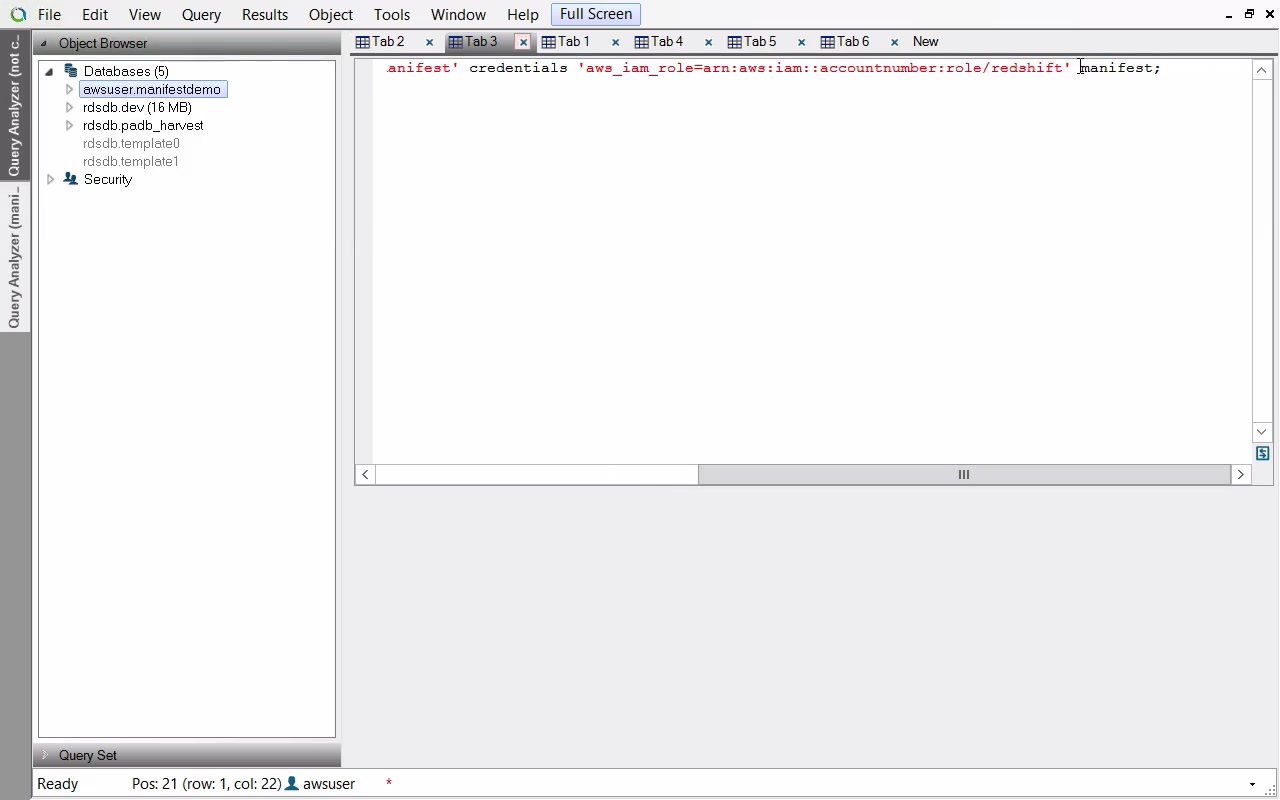 File Edit View Query Results Object Tools Window Help Full Screen
Query Analyzer (not c...
Query Analyzer (mani...
Object Browser
Databases (5)
awsuser.manifestdemo
rdsdb.dev (16 MB)
rdsdb.padb_harvest
rdsdb.template0
rdsdb.template1
Security
Query Set
Tab 2 Tab 3 Tab 1 Tab 4 Tab 5 Tab 6 New
anifest' credentials 'aws_iam_role=arn:aws:iam::accountnumber:role/redshift' manifest;
Ready Pos: 21 (row: 1, col: 22) awsuser *